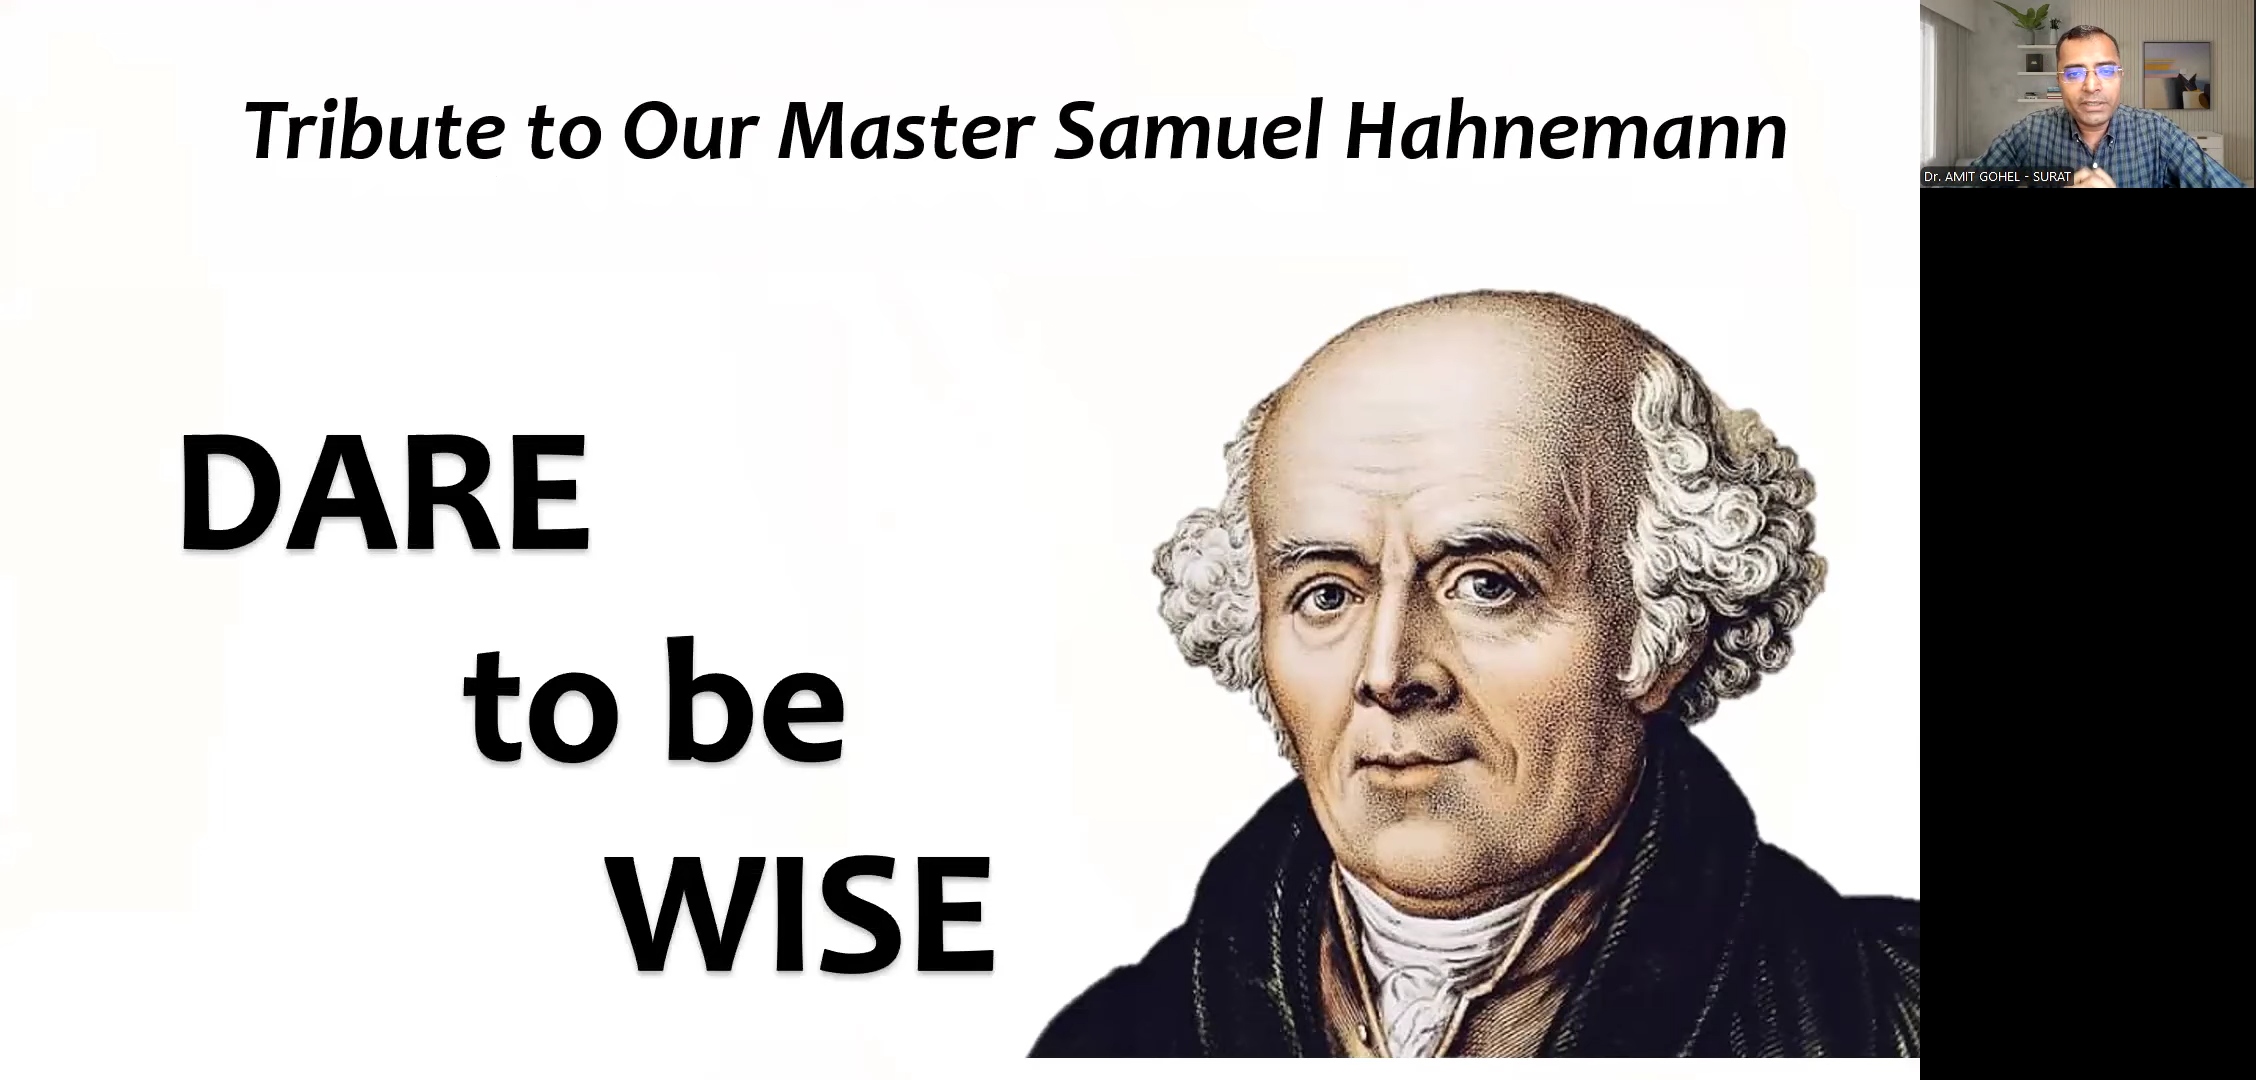 Tribute to Our Master Samuel Hahnemann
DARE
to be
WISE
Dr. AMIT GOHEL - SURAT